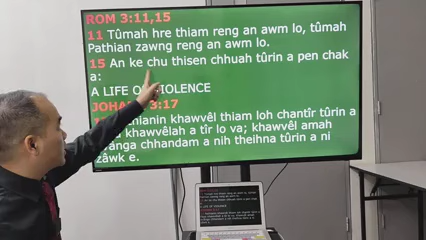 ROM 3:11,15
11 Tûmah hre thiam reng an awm lo, tûmah
Pathian zawng reng an awm lo.
15 An ke chu thisen chhuah tûrin a pen chak
a:
A LIFE OF VIOLENCE
JOHA 3:17
khawvêl thiam loh chantîr tûrin a
khawvêlah a tîr lo va; khawvêl amah
chhandam a nih theihna tûrin a ni
zâwk e.